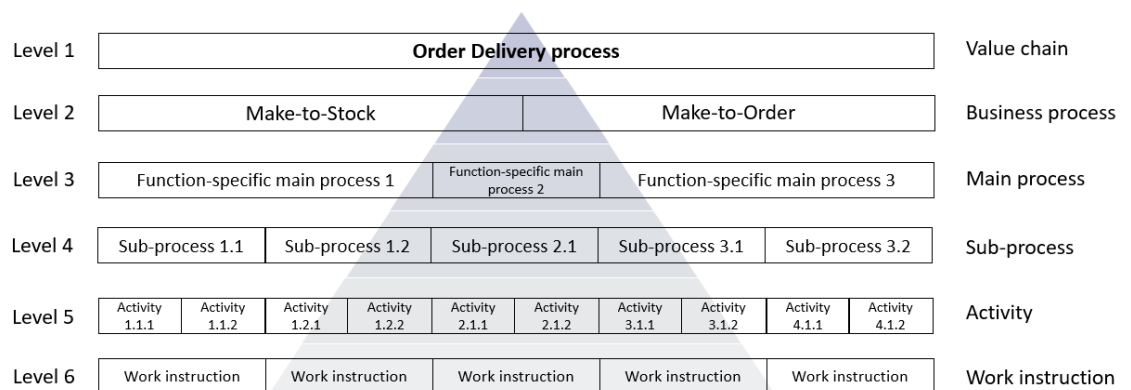 Level 1
Order Delivery process
Value chain
Level 2
Make-to-Stock
Make-to-Order
Business process
Level 3
Function-specific main process 1
Function-specific main
process 2
Function-specific main process 3
Main process
Level 4
Sub-process 1.1
Sub-process 1.2
Sub-process 2.1
Sub-process 3.1
Sub-process 3.2
Sub-process
Level 5
Activity
1.1.1
Activity
1.1.2
Activity
1.2.1
Activity
1.2.2
Activity
2.1.1
Activity
2.1.2
Activity
3.1.1
Activity
3.1.2
Activity
4.1.1
Activity
4.1.2
Activity
Level 6
Work instruction
Work instruction
Work instruction
Work instruction
Work instruction
Work instruction